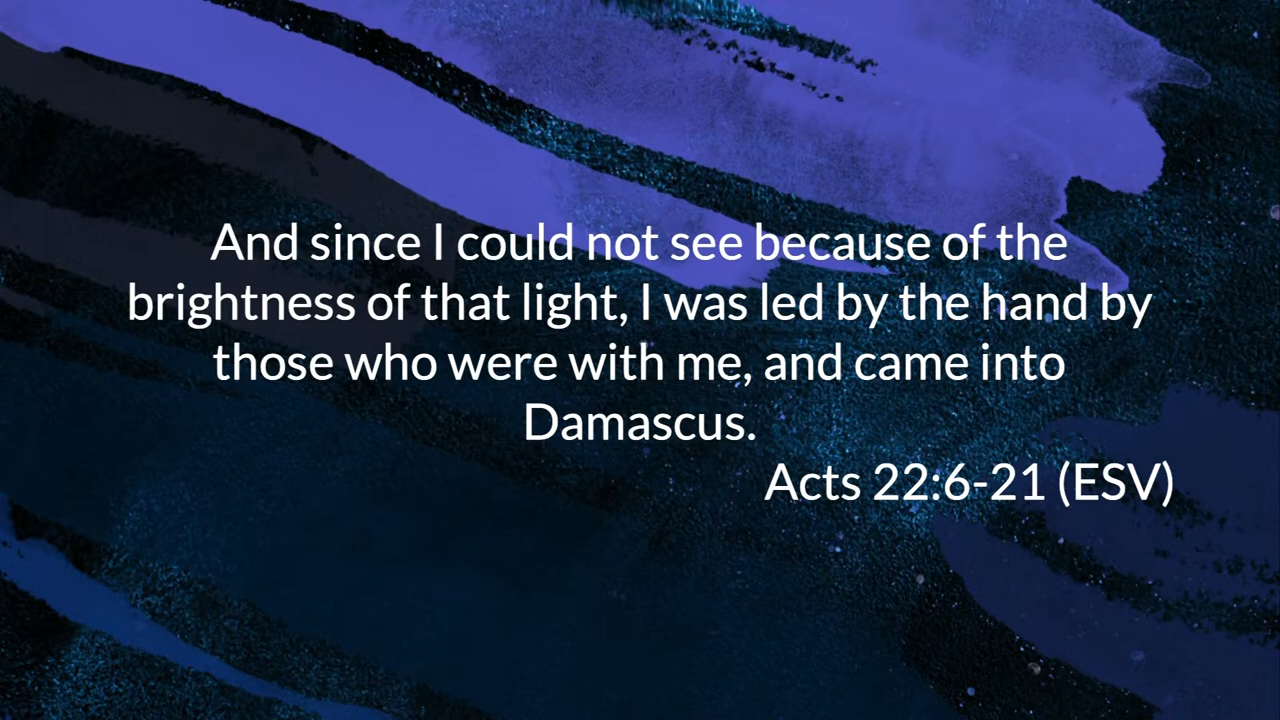 And since I could not see because of the
brightness of that light, I was led by the hand by
those who were with me, and came into
Damascus.
Acts 22:6-21 (ESV)